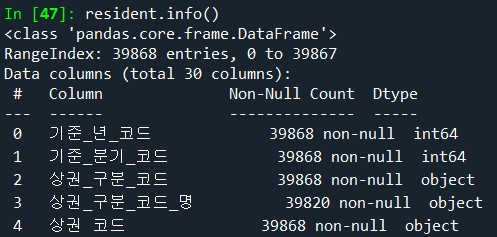 In [47]: resident.info()
<class 'pandas.core.frame.DataFrame'>
RangeIndex: 39868 entries, 0 to 39867
Data columns (total 30 columns):
 #   Column         Non-Null Count  Dtype
---  ------         --------------  -----
 0   기준_년_코드         39868 non-null  int64
 1   기준_분기_코드        39868 non-null  int64
 2   상권_구분_코드        39868 non-null  object
 3   상권_구분_코드_명      39820 non-null  object
 4   상권_코드           39868 non-null  object